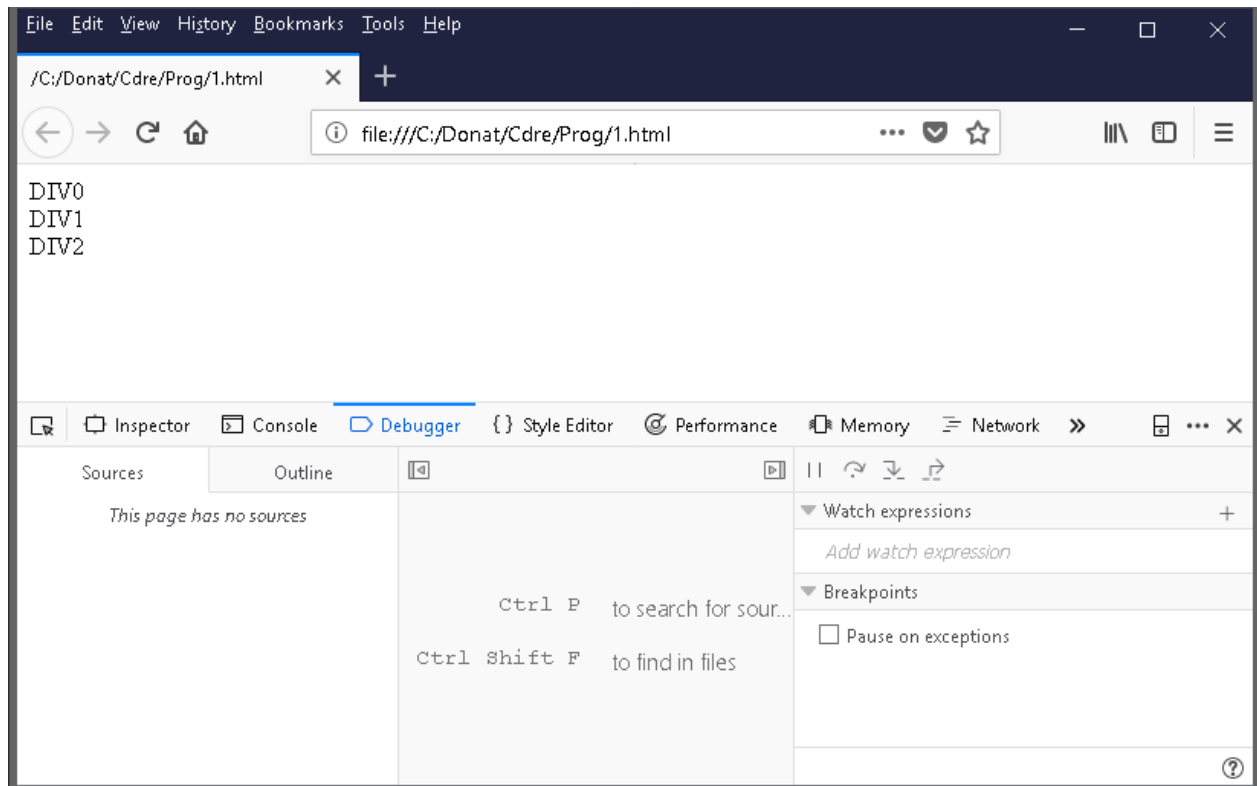 File Edit View History Bookmarks Tools Help
/C:/Donat/Cdre/Prog/1.html
file:///C:/Donat/Cdre/Prog/1.html
DIV0
DIV1
DIV2
Inspector Console Debugger {} Style Editor Performance Memory Network
Sources Outline
This page has no sources
Ctrl P to search for sour...
Ctrl Shift F to find in files
Watch expressions
Add watch expression
Breakpoints
Pause on exceptions